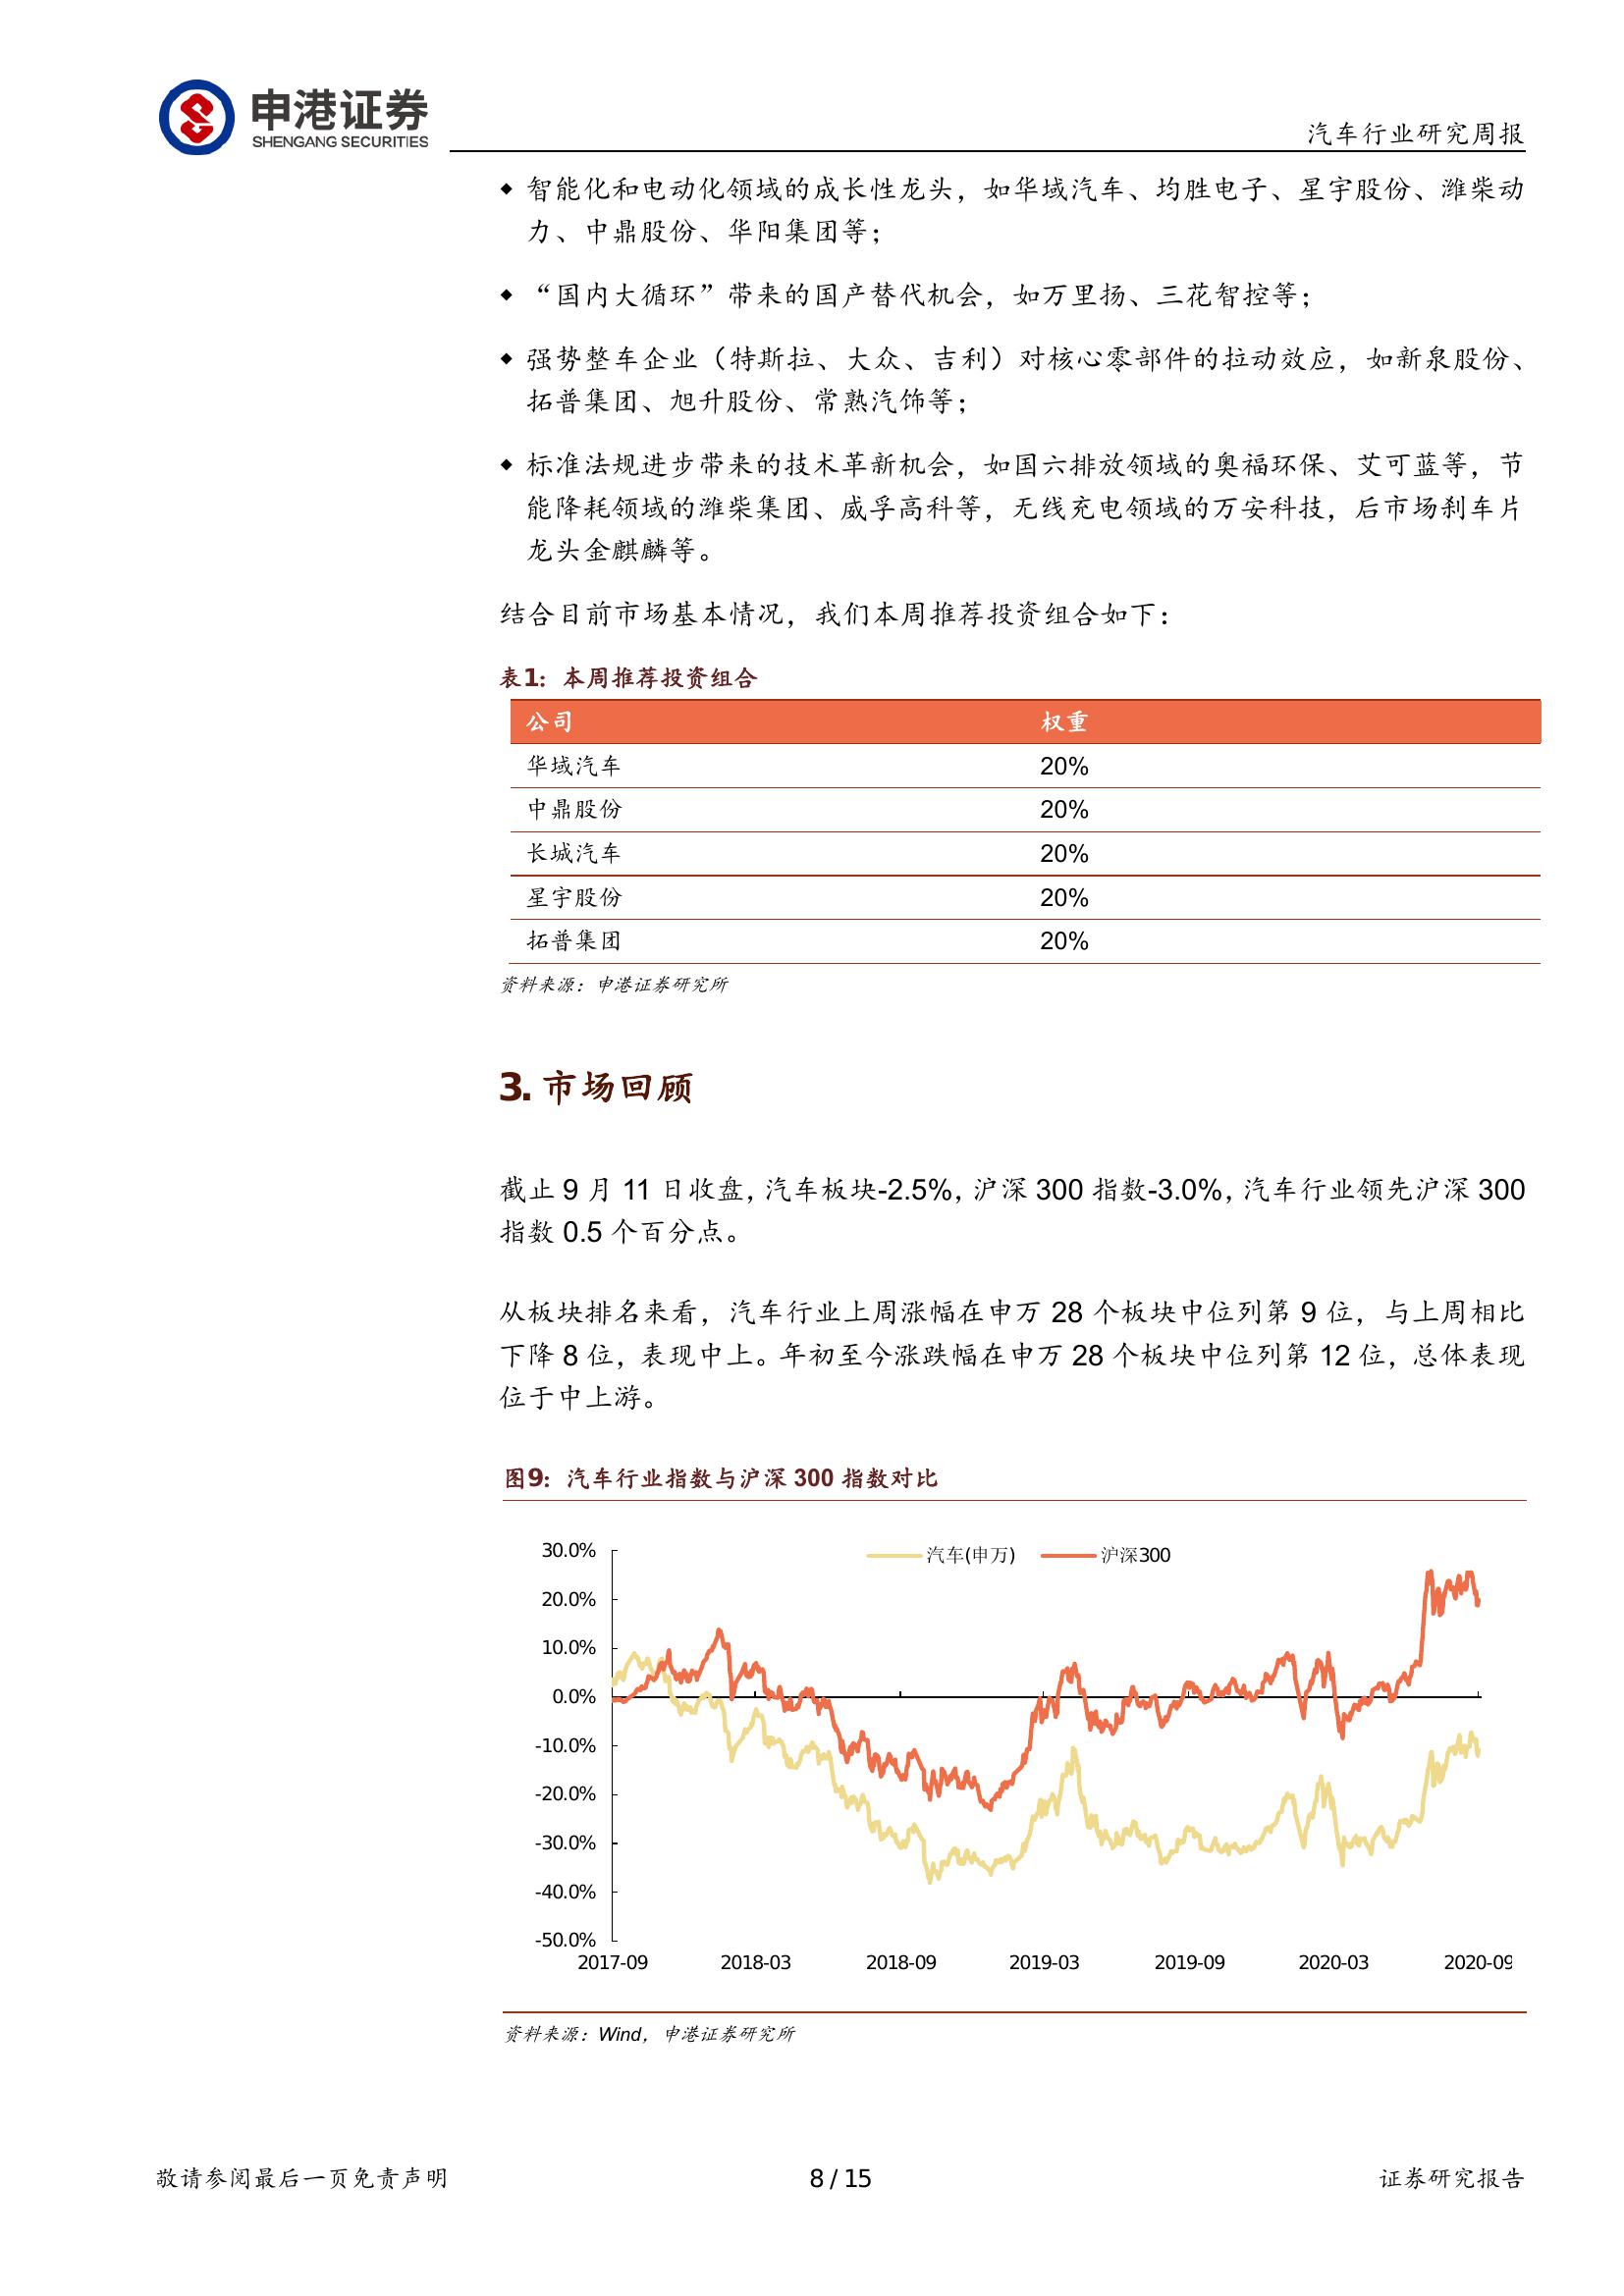 申港证券
SHENGANG SECURITIES
汽车行业研究周报
◆ 智能化和电动化领域的成长性龙头，如华域汽车、均胜电子、星宇股份、潍柴动
力、中鼎股份、华阳集团等；
◆ “国内大循环”带来的国产替代机会，如万里扬、三花智控等；
◆ 强势整车企业（特斯拉、大众、吉利）对核心零部件的拉动效应，如新泉股份、
拓普集团、旭升股份、常熟汽饰等；
◆ 标准法规进步带来的技术革新机会，如国六排放领域的奥福环保、艾可蓝等，节
能降耗领域的潍柴集团、威孚高科等，无线充电领域的万安科技，后市场刹车片
龙头金麒麟等。
结合目前市场基本情况，我们本周推荐投资组合如下：
表1：本周推荐投资组合
公司 权重
华域汽车 20%
中鼎股份 20%
长城汽车 20%
星宇股份 20%
拓普集团 20%
资料来源：申港证券研究所
3. 市场回顾
截止 9 月 11 日收盘，汽车板块-2.5%，沪深 300 指数-3.0%，汽车行业领先沪深 300
指数 0.5 个百分点。
从板块排名来看，汽车行业上周涨幅在申万 28 个板块中位列第 9 位，与上周相比
下降 8 位，表现中上。年初至今涨跌幅在申万 28 个板块中位列第 12 位，总体表现
位于中上游。
图9：汽车行业指数与沪深 300 指数对比
汽车(申万) 沪深300
30.0%
20.0%
10.0%
0.0%
-10.0%
-20.0%
-30.0%
-40.0%
-50.0%
2017-09 2018-03 2018-09 2019-03 2019-09 2020-03 2020-09
资料来源：Wind，申港证券研究所
敬请参阅最后一页免责声明 8 / 15 证券研究报告